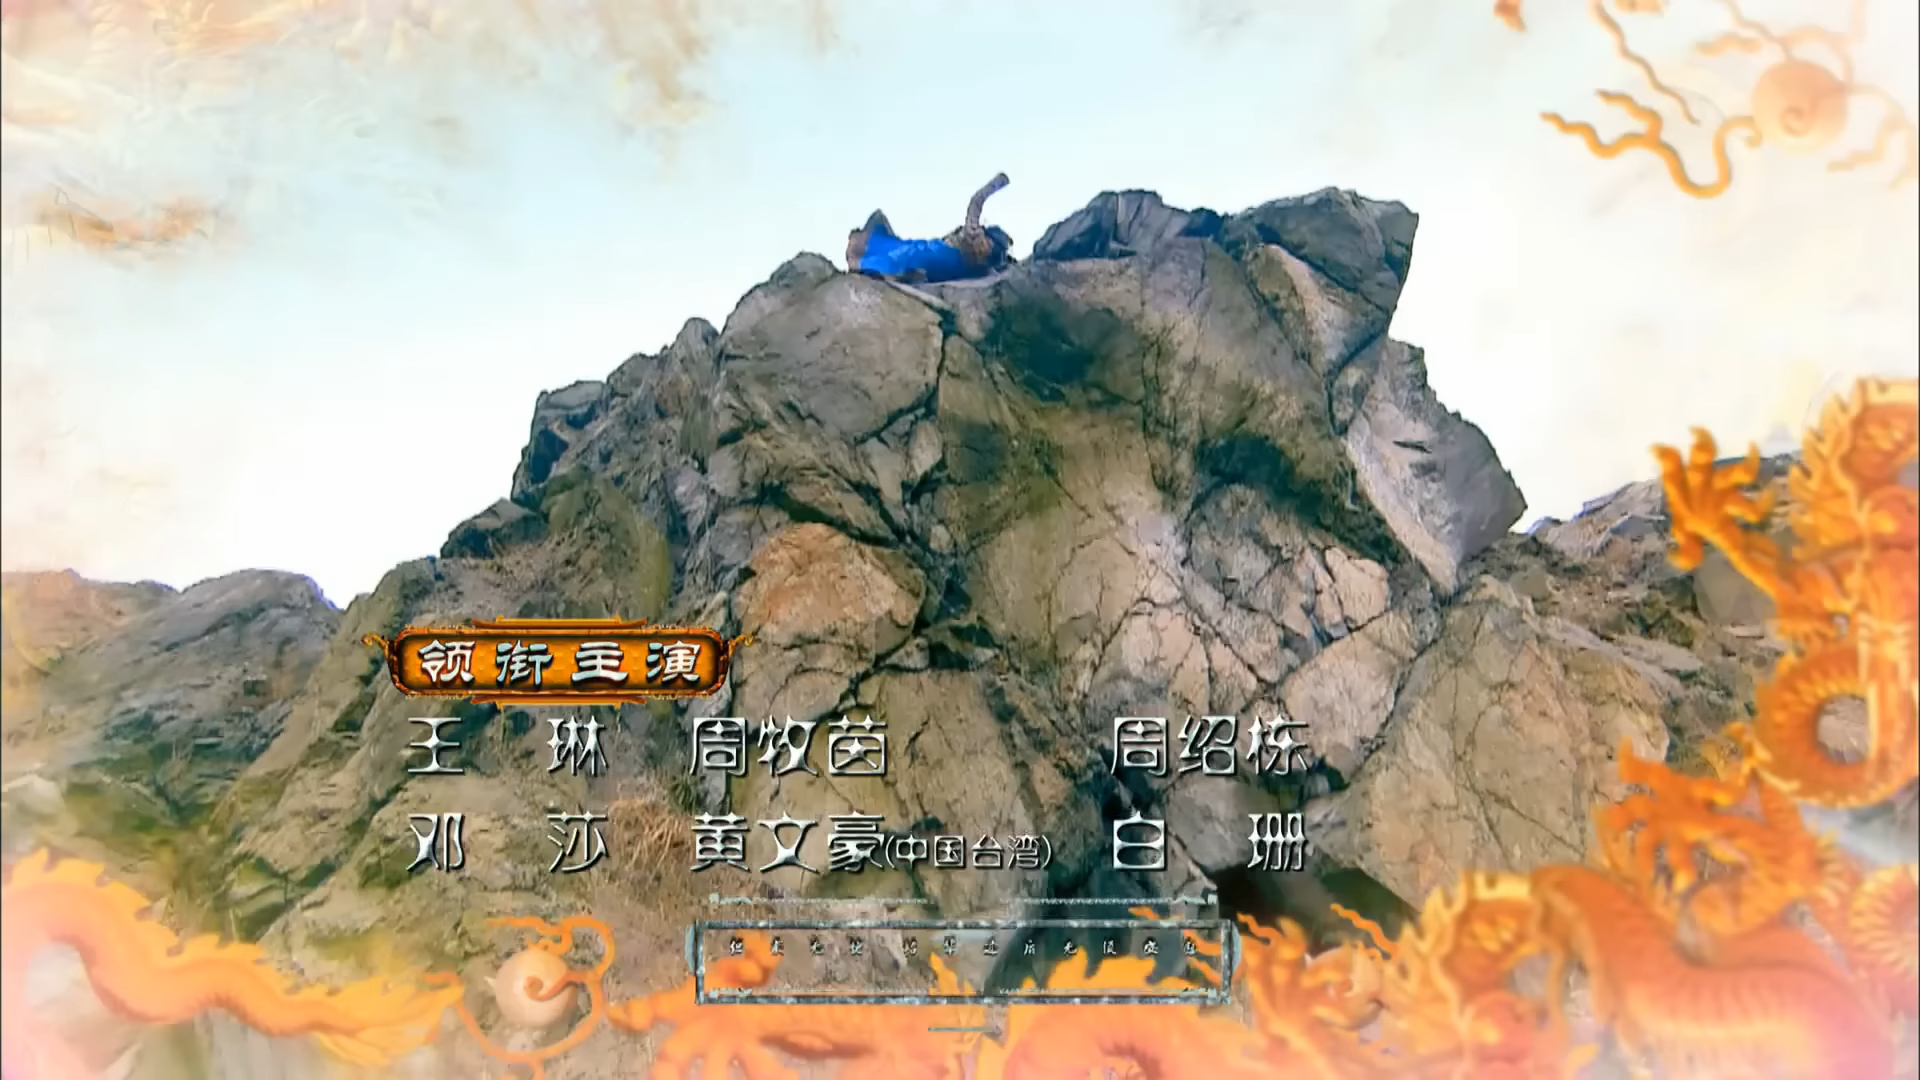 领衔主演
王 琳 周牧茵 周绍栋
邓 莎 黄文豪(中国台湾) 白 珊